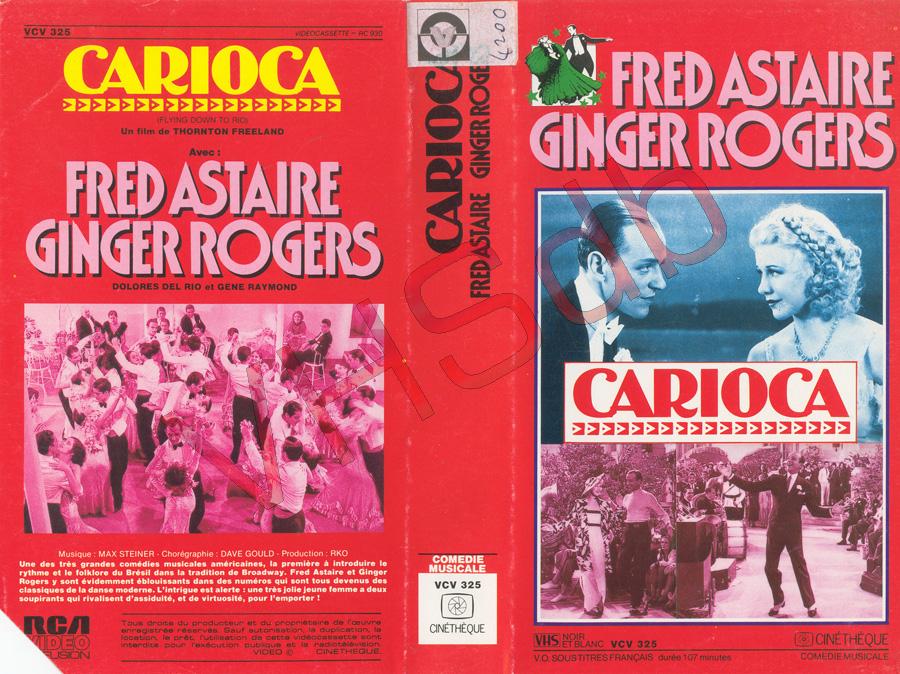 VCV 325
VIDEOCASSETTE – RC 930
CARIOCA
(FLYING DOWN TO RIO)
Un film de THORNTON FREELAND
Avec :
FRED ASTAIRE
GINGER ROGERS
DOLORES DEL RIO et GENE RAYMOND
Musique : MAX STEINER - Chorégraphie : DAVE GOULD - Production : RKO
Une des très grandes comédies musicales américaines, la première à introduire le
rythme et le folklore du Brésil dans la tradition de Broadway. Fred Astaire et Ginger
Rogers y sont évidemment éblouissants dans des numéros qui sont tous devenus des
classiques de la danse moderne. L'intrigue est alerte : une très jolie jeune femme a deux
soupirants qui rivalisent d'assiduité, et de virtuosité, pour l'emporter !
RCA
VIDEO
FUSION
Tous droits du producteur et du propriétaire de l'œuvre
enregistrée réservés. Sauf autorisation, la duplication, la
location, le prêt, l'utilisation de cette vidéocassette sont
interdits pour l'exécution publique et la radiotélévision.
VIDEO © CINETHEQUE.
4200
CARIOCA
FRED ASTAIRE GINGER ROGERS
COMEDIE
MUSICALE
VCV 325
CINÉTHÈQUE
FRED ASTAIRE
GINGER ROGERS
CARIOCA
VHS NOIR
ET BLANC VCV 325
V.O. SOUS TITRES FRANÇAIS durée 107 minutes
CINÉTHÈQUE
COMEDIE MUSICALE
VHSdb